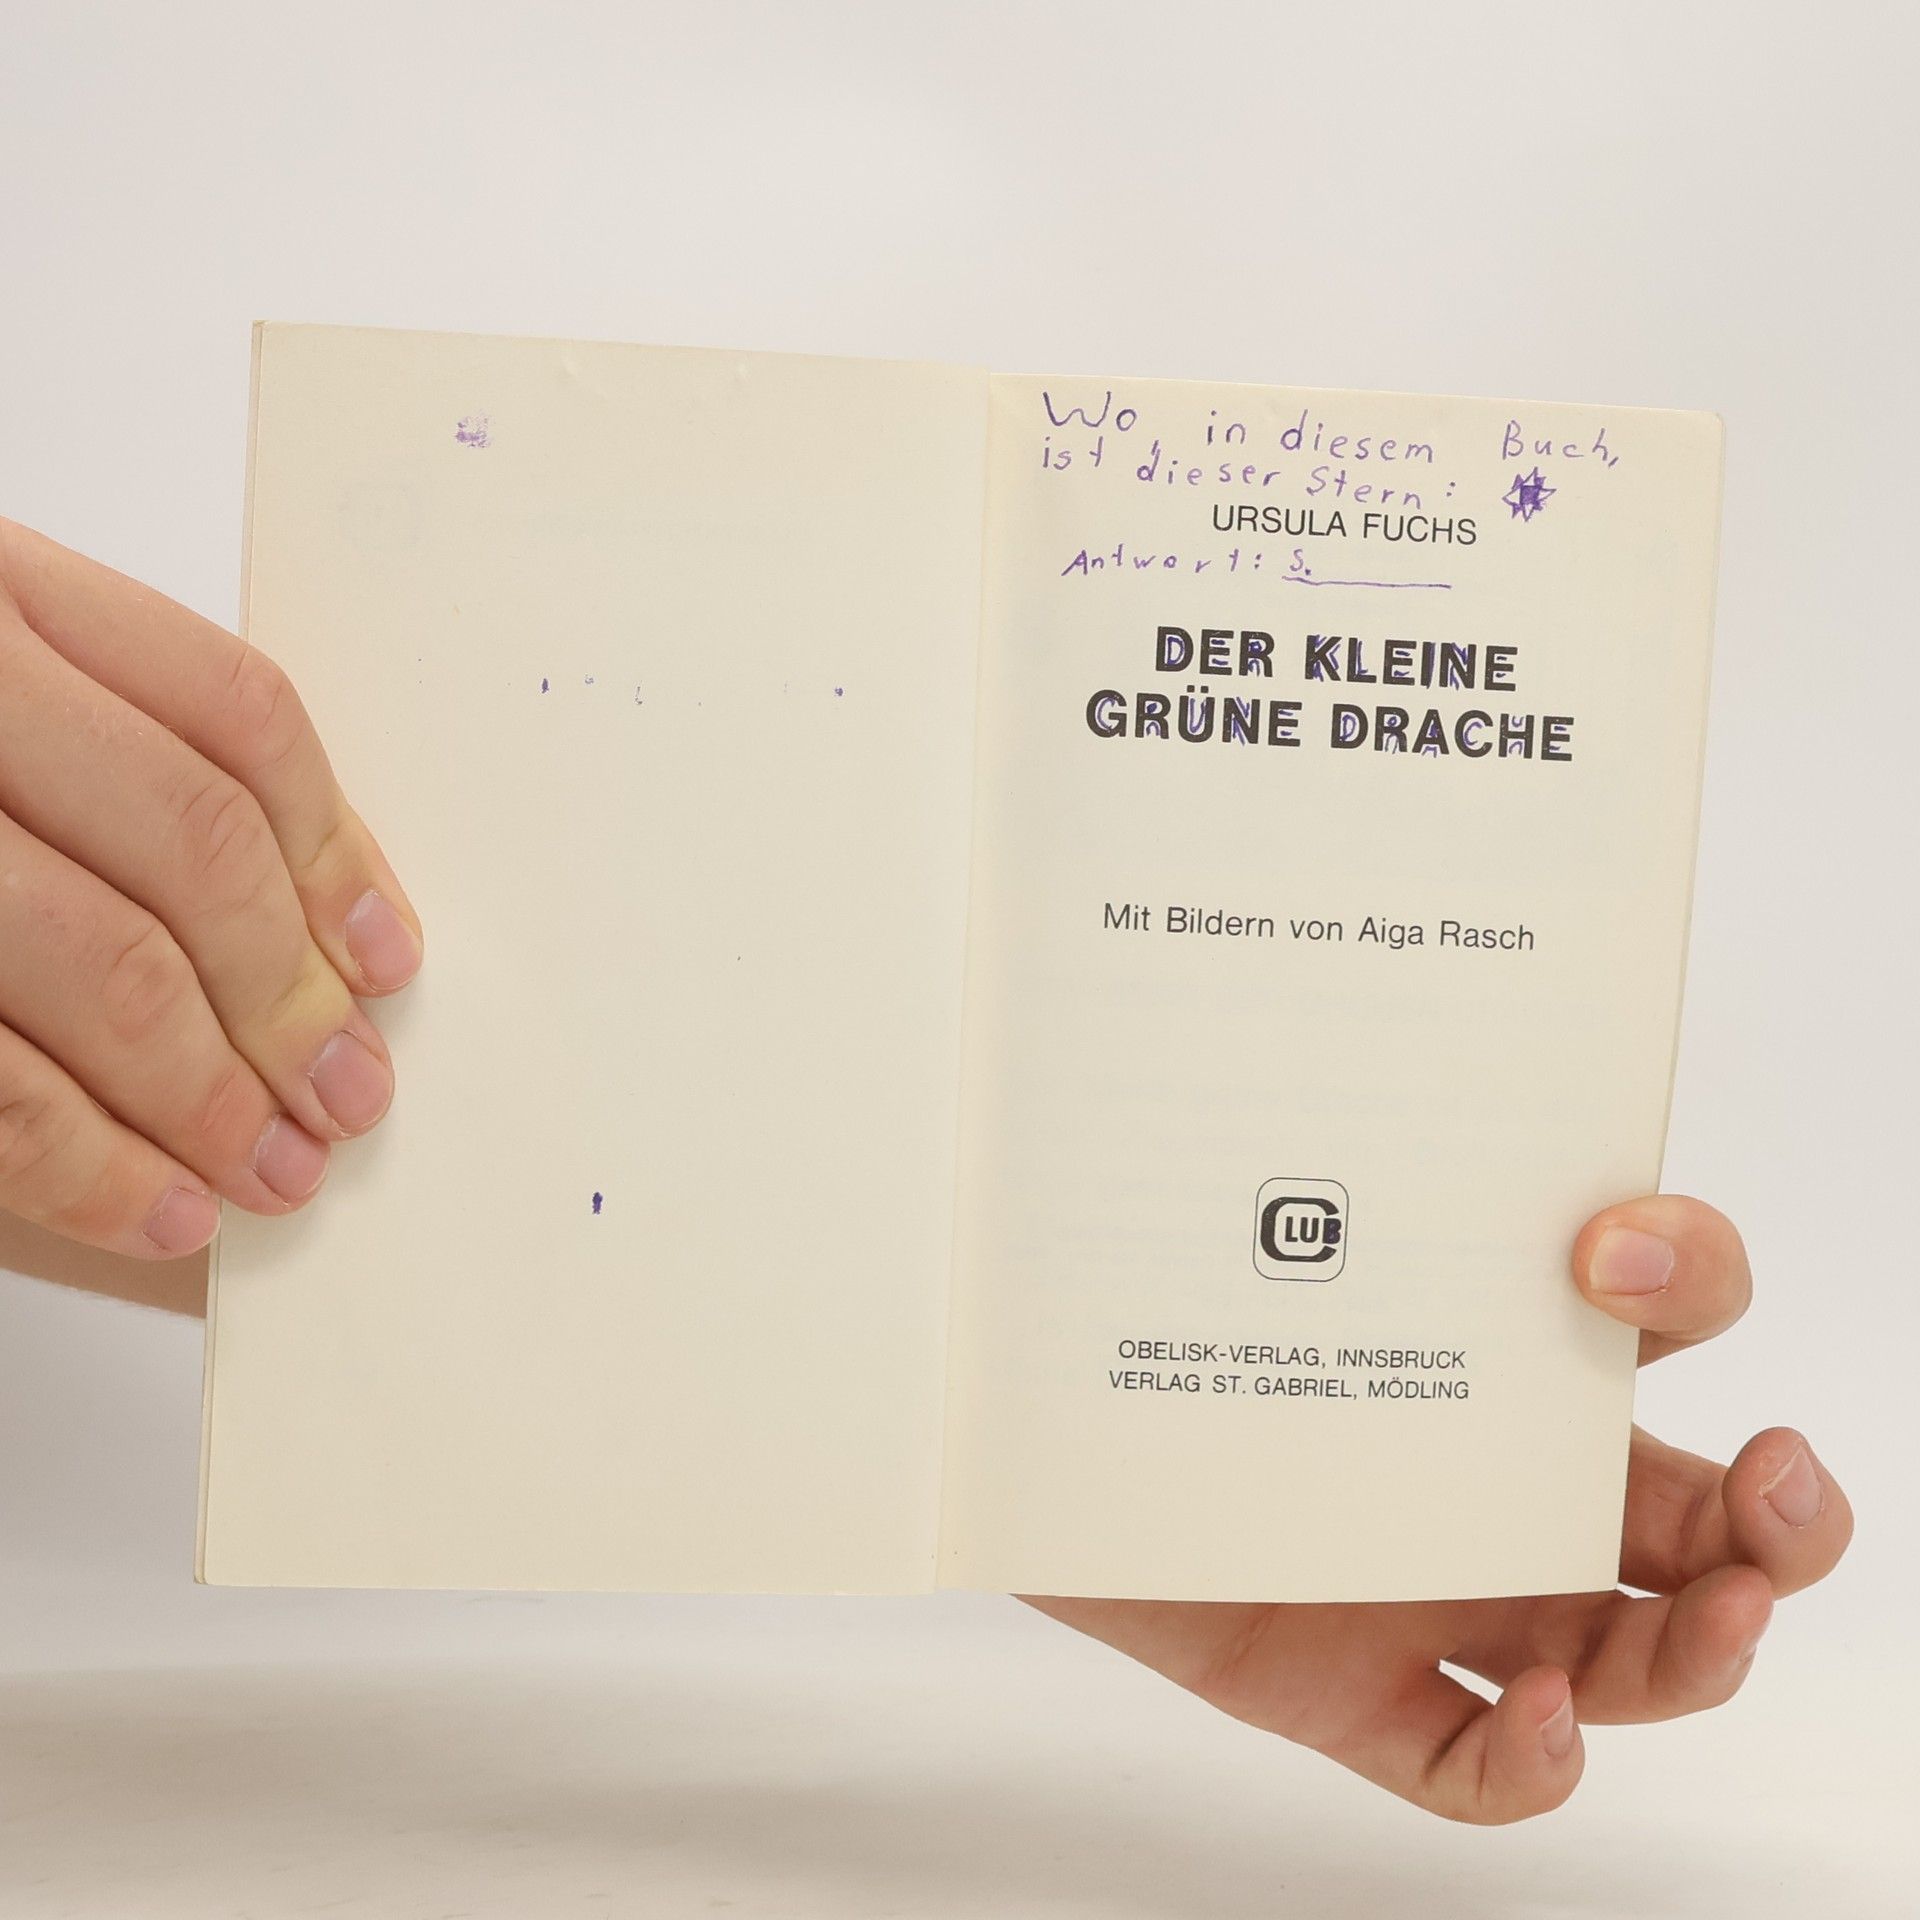 Wo, in diesem Buch,
ist dieser Stern:
URSULA FUCHS
Antwort: S.
DER KLEINE
GRÜNE DRACHE
Mit Bildern von Aiga Rasch
CLUB
OBELISK-VERLAG, INNSBRUCK
VERLAG ST. GABRIEL, MÖDLING